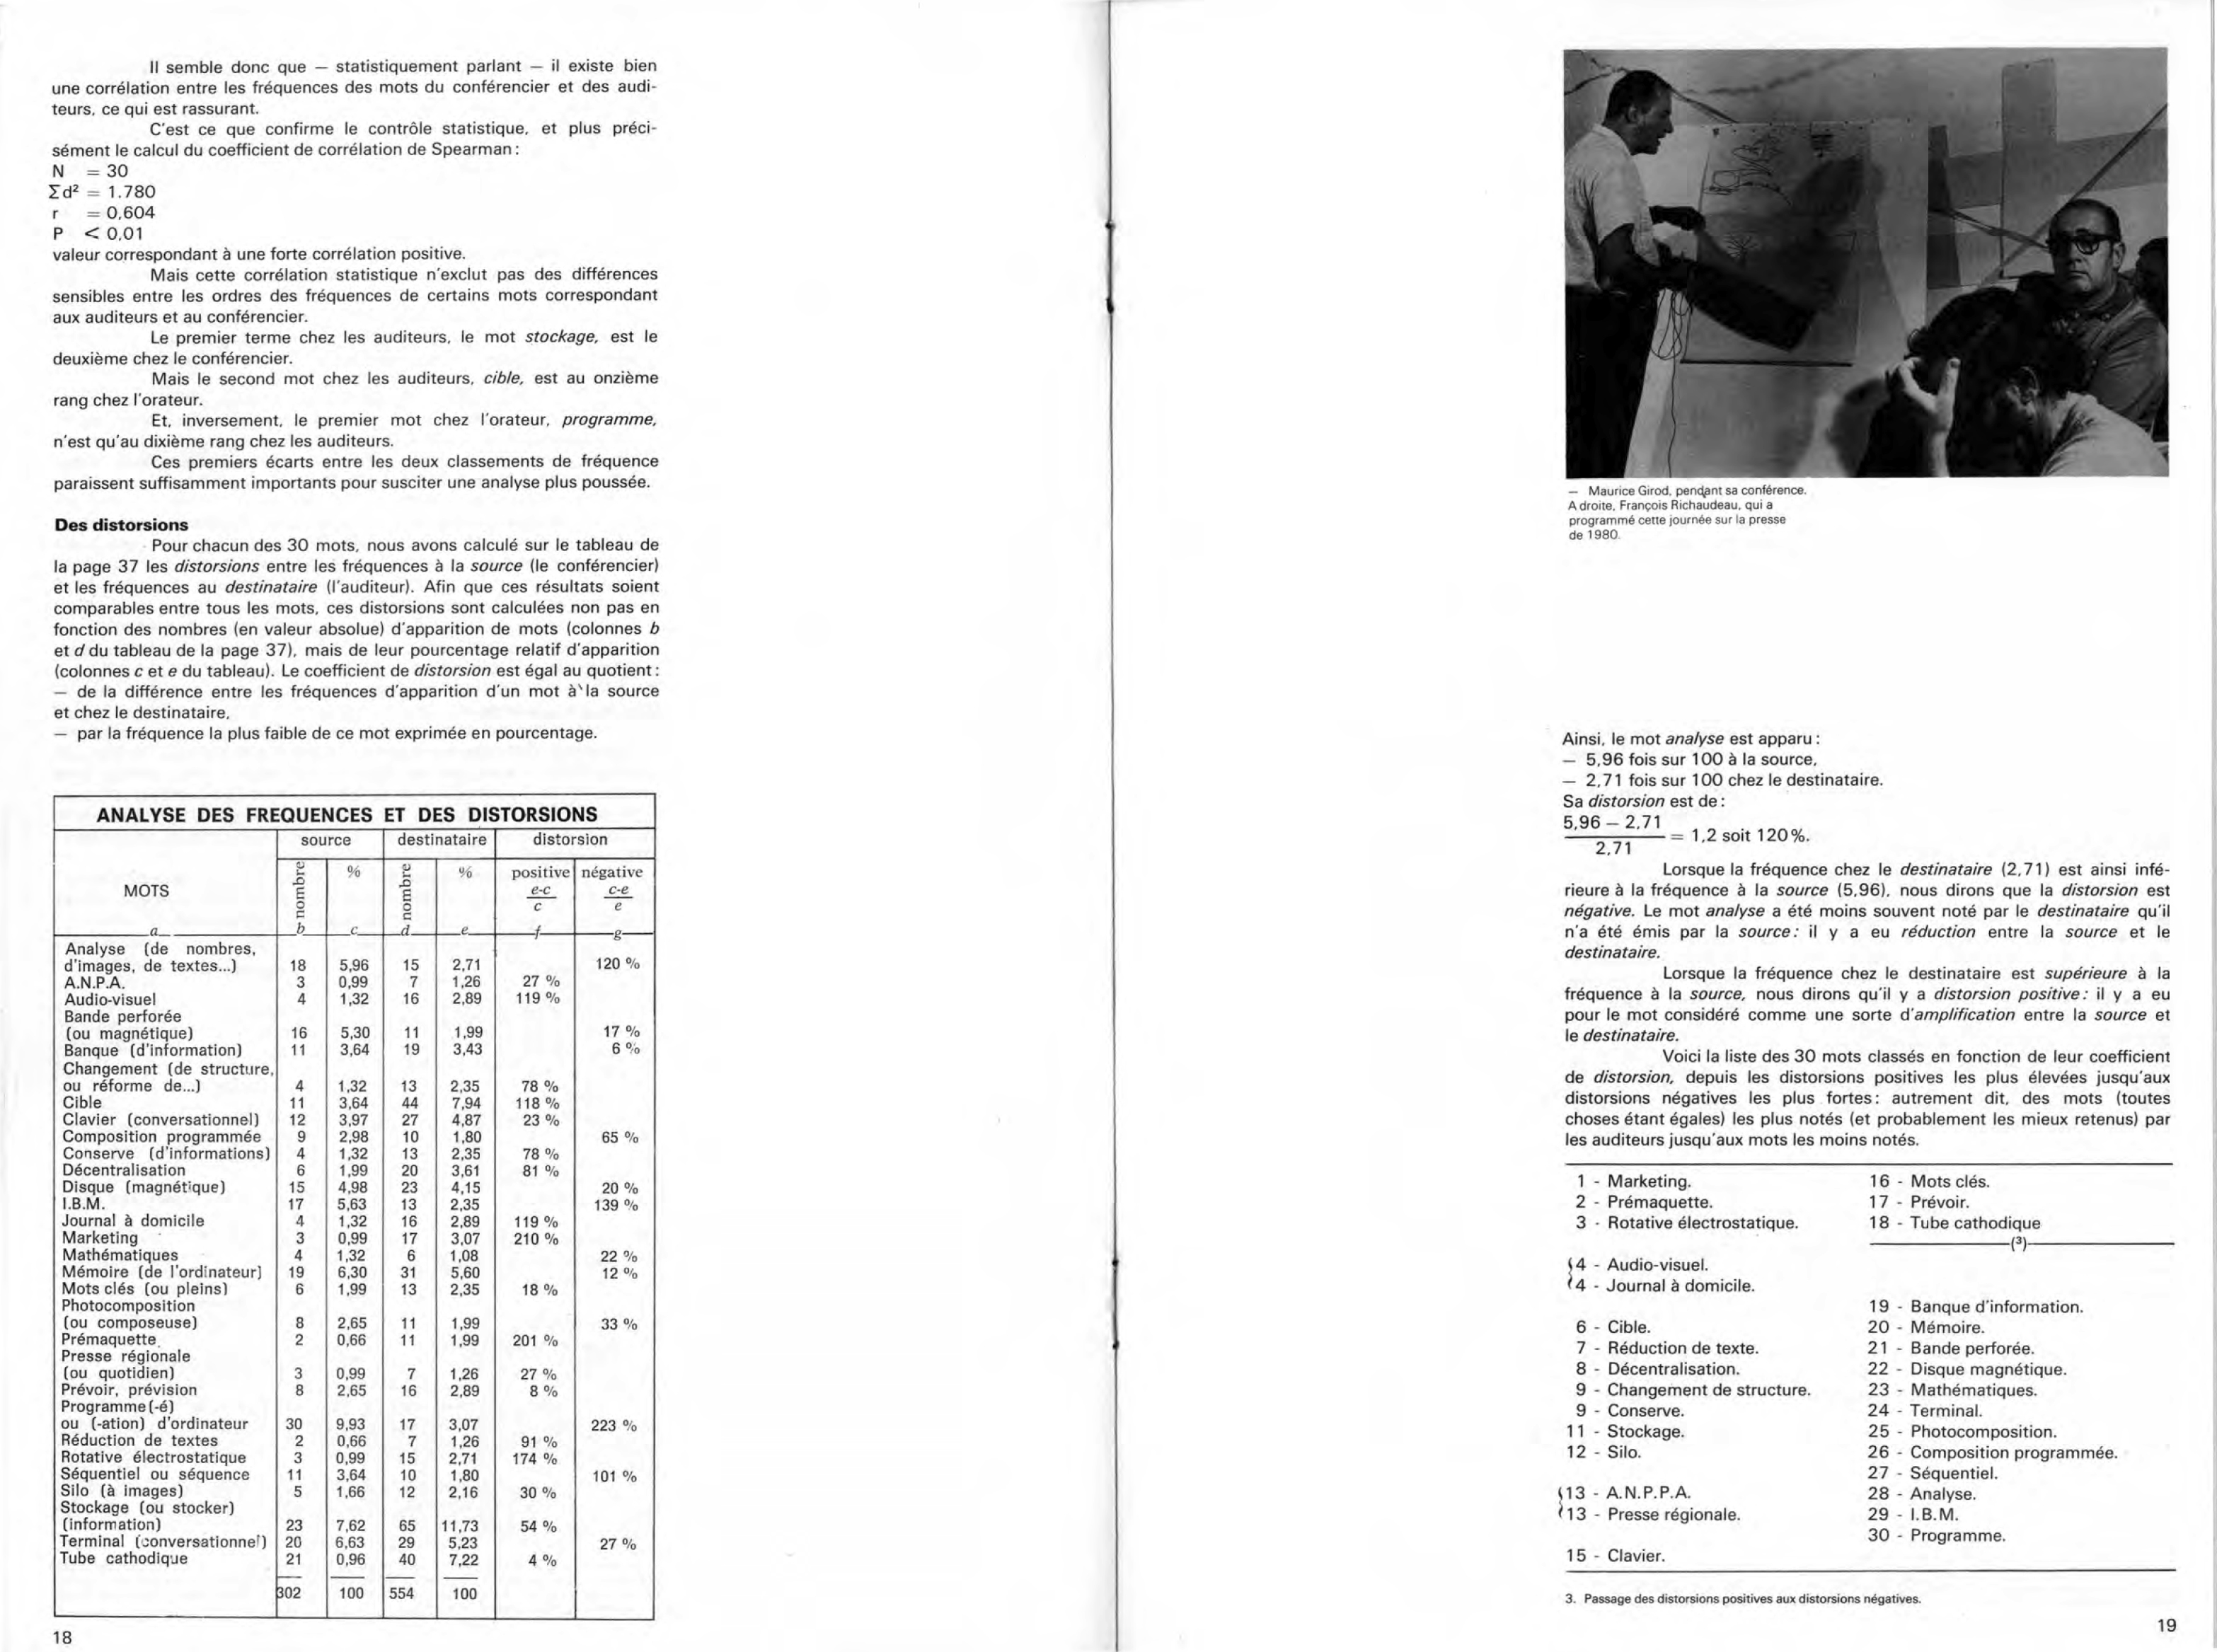 Il semble donc que — statistiquement parlant — il existe bien
une corrélation entre les fréquences des mots du conférencier et des audi-
teurs, ce qui est rassurant.
C'est ce que confirme le contrôle statistique, et plus préci-
sément le calcul du coefficient de corrélation de Spearman :
N = 30
Σd² = 1.780
r = 0,604
P < 0,01
valeur correspondant à une forte corrélation positive.
Mais cette corrélation statistique n'exclut pas des différences
sensibles entre les ordres des fréquences de certains mots correspondant
aux auditeurs et au conférencier.
Le premier terme chez les auditeurs, le mot stockage, est le
deuxième chez le conférencier.
Mais le second mot chez les auditeurs, cible, est au onzième
rang chez l'orateur.
Et, inversement, le premier mot chez l'orateur, programme,
n'est qu'au dixième rang chez les auditeurs.
Ces premiers écarts entre les deux classements de fréquence
paraissent suffisamment importants pour susciter une analyse plus poussée.
Des distorsions
Pour chacun des 30 mots, nous avons calculé sur le tableau de
la page 37 les distorsions entre les fréquences à la source (le conférencier)
et les fréquences au destinataire (l'auditeur). Afin que ces résultats soient
comparables entre tous les mots, ces distorsions sont calculées non pas en
fonction des nombres (en valeur absolue) d'apparition de mots (colonnes b
et d du tableau de la page 37), mais de leur pourcentage relatif d'apparition
(colonnes c et e du tableau). Le coefficient de distorsion est égal au quotient :
— de la différence entre les fréquences d'apparition d'un mot à la source
et chez le destinataire,
— par la fréquence la plus faible de ce mot exprimée en pourcentage.
ANALYSE DES FREQUENCES ET DES DISTORSIONS
source destinataire distorsion
MOTS nombre % nombre % positive négative
e-c c-e
c e
a b c d e f g
Analyse (de nombres,
d'images, de textes...) 18 5,96 15 2,71 120 %
A.N.P.A. 3 0,99 7 1,26 27 %
Audio-visuel 4 1,32 16 2,89 119 %
Bande perforée
(ou magnétique) 16 5,30 11 1,99 17 %
Banque (d'information) 11 3,64 19 3,43 6 %
Changement (de structure,
ou réforme de...) 4 1,32 13 2,35 78 %
Cible 11 3,64 44 7,94 118 %
Clavier (conversationnel) 12 3,97 27 4,87 23 %
Composition programmée 9 2,98 10 1,80 65 %
Conserve (d'informations) 4 1,32 13 2,35 78 %
Décentralisation 6 1,99 20 3,61 81 %
Disque (magnétique) 15 4,98 23 4,15 20 %
I.B.M. 17 5,63 13 2,35 139 %
Journal à domicile 4 1,32 16 2,89 119 %
Marketing 3 0,99 17 3,07 210 %
Mathématiques 4 1,32 6 1,08 22 %
Mémoire (de l'ordinateur) 19 6,30 31 5,60 12 %
Mots clés (ou pleins) 6 1,99 13 2,35 18 %
Photocomposition
(ou composeuse) 8 2,65 11 1,99 33 %
Prémaquette 2 0,66 11 1,99 201 %
Presse régionale
(ou quotidien) 3 0,99 7 1,26 27 %
Prévoir, prévision 8 2,65 16 2,89 8 %
Programme (-é)
ou (-ation) d'ordinateur 30 9,93 17 3,07 223 %
Réduction de textes 2 0,66 7 1,26 91 %
Rotative électrostatique 3 0,99 15 2,71 174 %
Séquentiel ou séquence 11 3,64 10 1,80 101 %
Silo (à images) 5 1,66 12 2,16 30 %
Stockage (ou stocker)
(information) 23 7,62 65 11,73 54 %
Terminal (conversationnel) 20 6,63 29 5,23 27 %
Tube cathodique 21 0,96 40 7,22 4 %
302 100 554 100
18
— Maurice Girod, pendant sa conférence.
A droite, François Richaudeau, qui a
programmé cette journée sur la presse
de 1980.
Ainsi, le mot analyse est apparu :
— 5,96 fois sur 100 à la source,
— 2,71 fois sur 100 chez le destinataire.
Sa distorsion est de :
5,96 — 2,71
= 1,2 soit 120%.
2,71
Lorsque la fréquence chez le destinataire (2,71) est ainsi infé-
rieure à la fréquence à la source (5,96), nous dirons que la distorsion est
négative. Le mot analyse a été moins souvent noté par le destinataire qu'il
n'a été émis par la source : il y a eu réduction entre la source et le
destinataire.
Lorsque la fréquence chez le destinataire est supérieure à la
fréquence à la source, nous dirons qu'il y a distorsion positive : il y a eu
pour le mot considéré comme une sorte d'amplification entre la source et
le destinataire.
Voici la liste des 30 mots classés en fonction de leur coefficient
de distorsion, depuis les distorsions positives les plus élevées jusqu'aux
distorsions négatives les plus fortes : autrement dit, des mots (toutes
choses étant égales) les plus notés (et probablement les mieux retenus) par
les auditeurs jusqu'aux mots les moins notés.
1 - Marketing.
2 - Prémaquette.
3 - Rotative électrostatique.
4 - Audio-visuel.
4 - Journal à domicile.
6 - Cible.
7 - Réduction de texte.
8 - Décentralisation.
9 - Changement de structure.
9 - Conserve.
11 - Stockage.
12 - Silo.
13 - A.N.P.P.A.
13 - Presse régionale.
15 - Clavier.
16 - Mots clés.
17 - Prévoir.
18 - Tube cathodique
(3)
19 - Banque d'information.
20 - Mémoire.
21 - Bande perforée.
22 - Disque magnétique.
23 - Mathématiques.
24 - Terminal.
25 - Photocomposition.
26 - Composition programmée.
27 - Séquentiel.
28 - Analyse.
29 - I.B.M.
30 - Programme.
3. Passage des distorsions positives aux distorsions négatives.
19